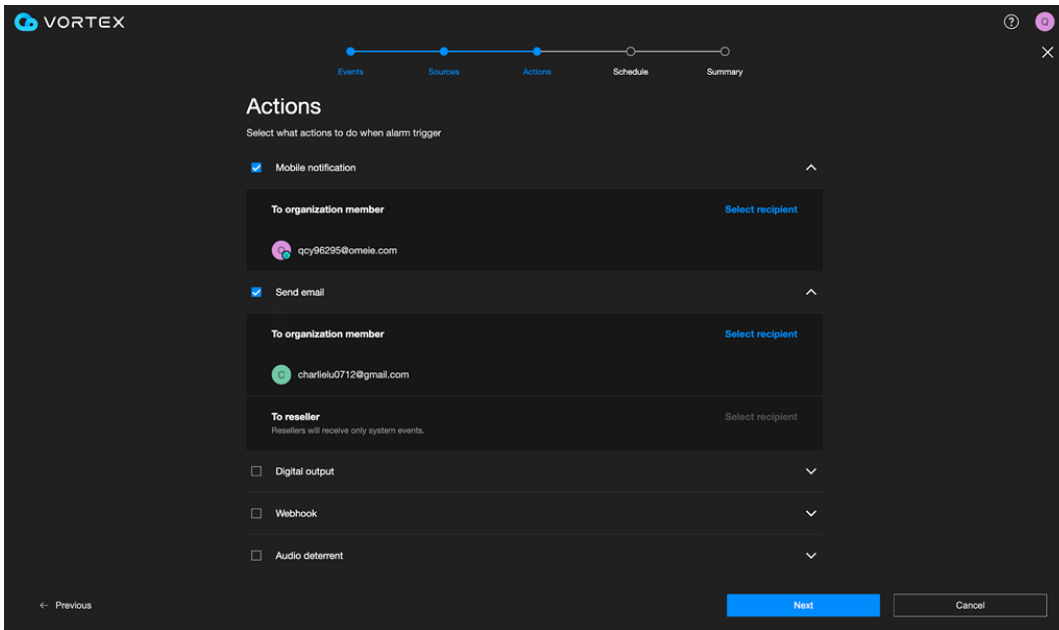 VORTEX
?
Q
Events
Sources
Actions
Schedule
Summary
Actions
Select what actions to do when alarm trigger
Mobile notification
To organization member
Select recipient
Q
qcy96295@omeie.com
Send email
To organization member
Select recipient
C
charlielu0712@gmail.com
To reseller
Select recipient
Resellers will receive only system events.
Digital output
Webhook
Audio deterrent
← Previous
Next
Cancel